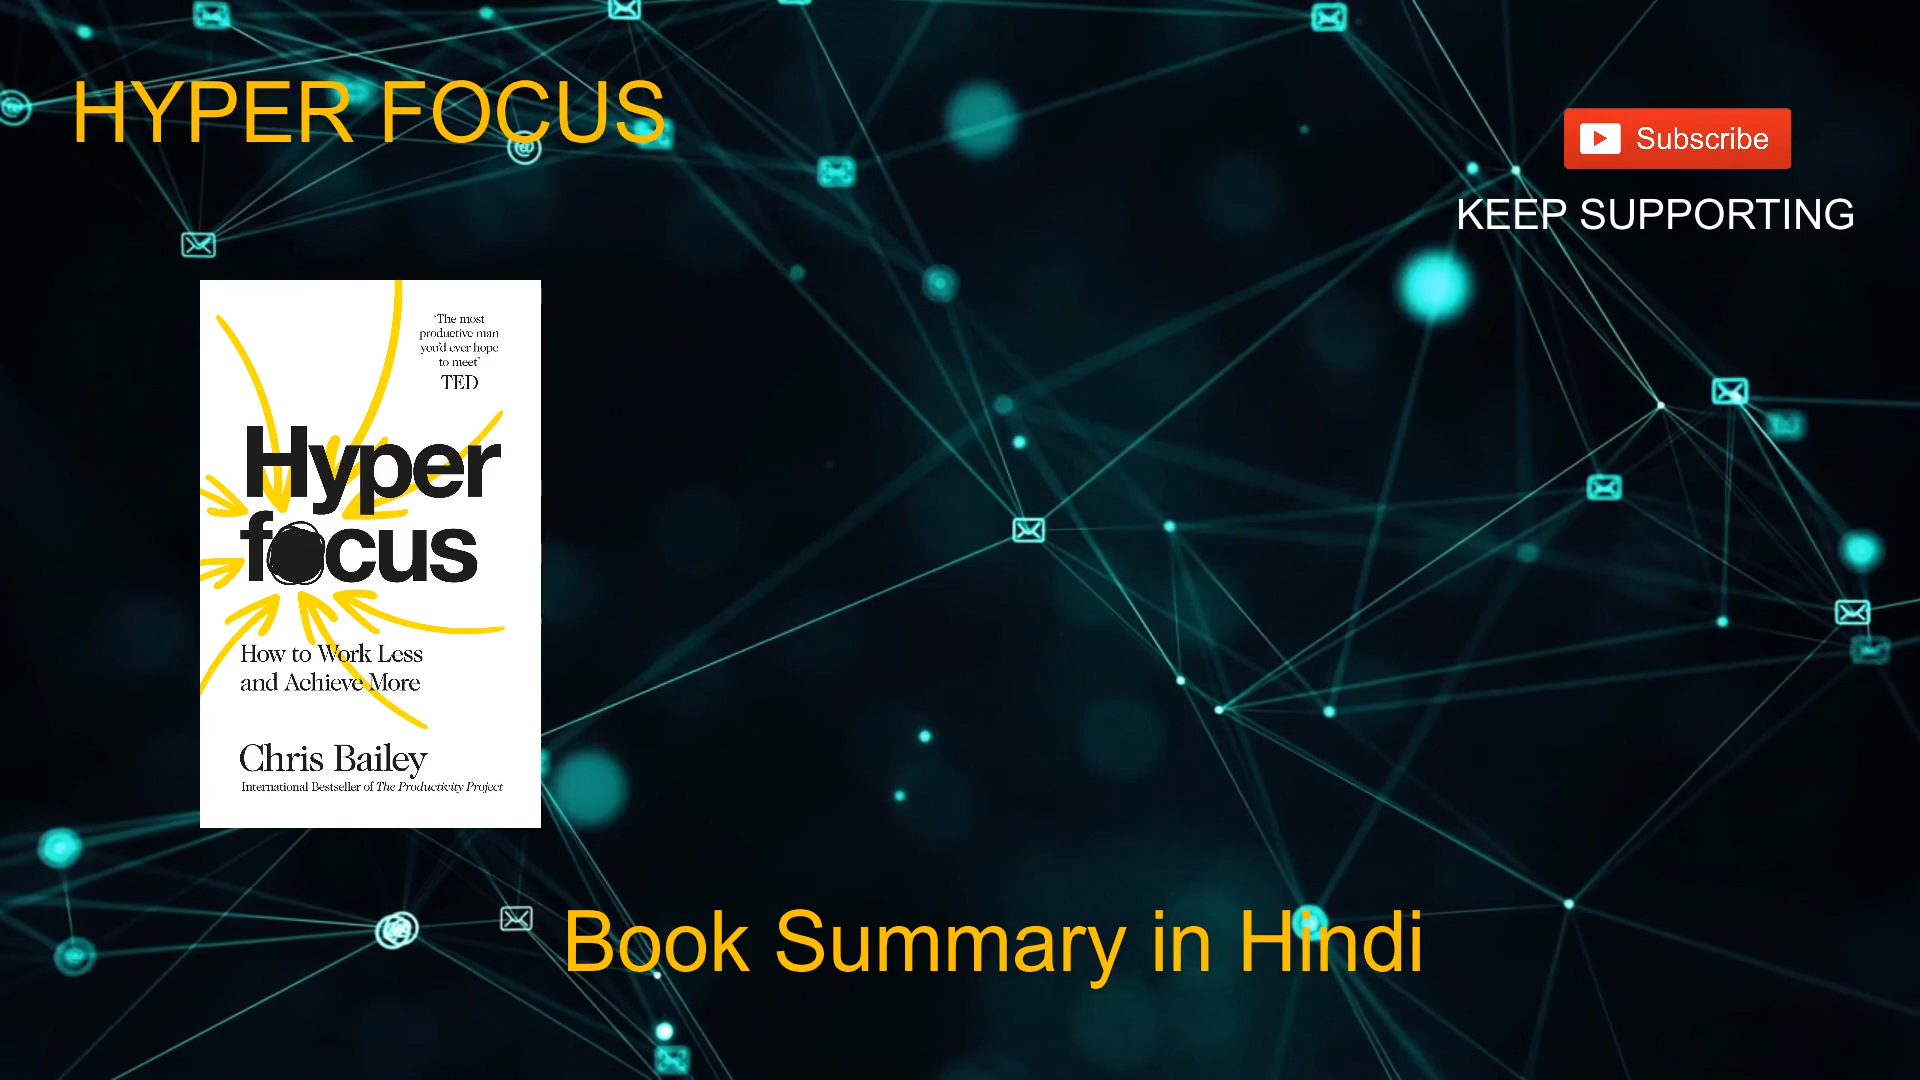 HYPER FOCUS
Subscribe
KEEP SUPPORTING
'The most
productive man
you'd ever hope
to meet'
TED
Hyper
focus
How to Work Less
and Achieve More
Chris Bailey
International Bestseller of The Productivity Project
Book Summary in Hindi